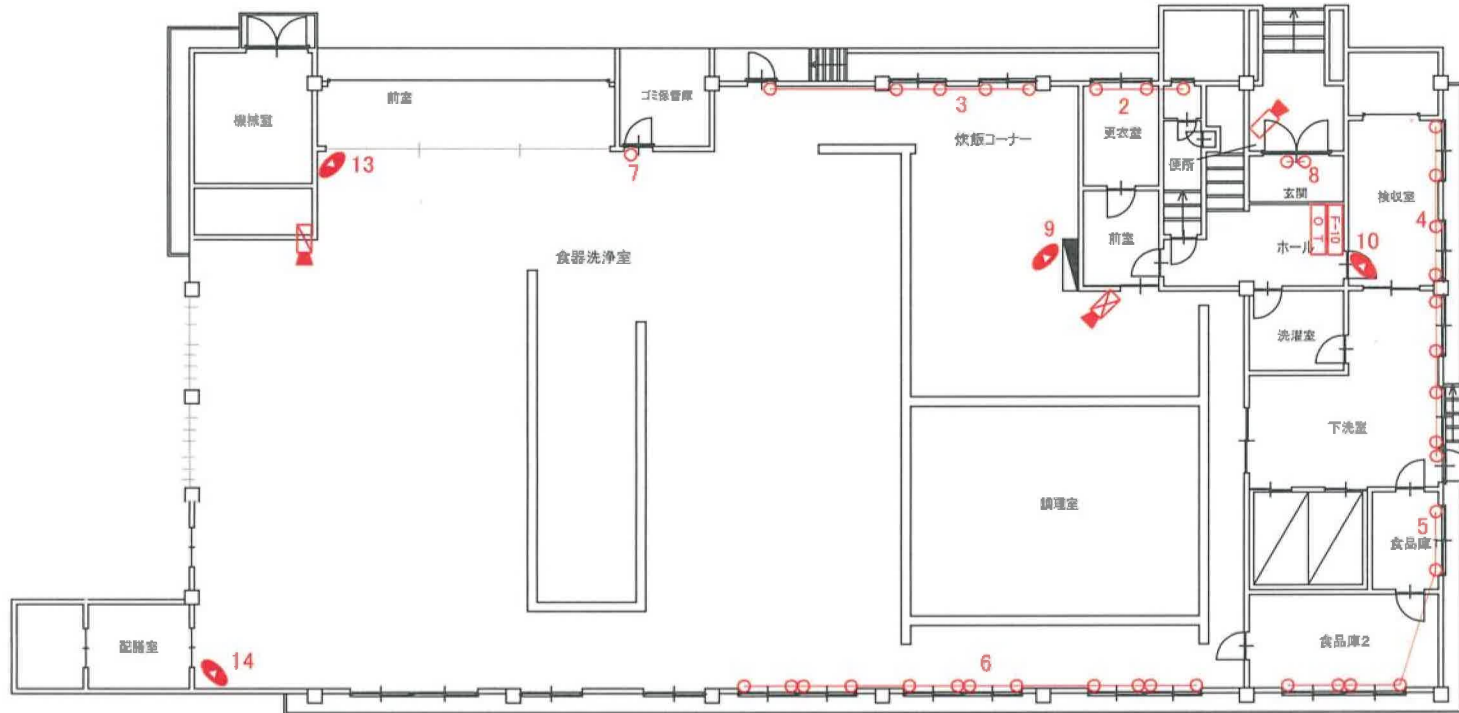 機械室
前室
ゴミ保管庫
13
7
3
炊飯コーナー
2
更衣室
便所
8
玄関
検収室
4
食器洗浄室
9
前室
ホール
F-10
OT
10
洗濯室
下洗室
調理室
5
食品庫
配膳室
14
6
食品庫2